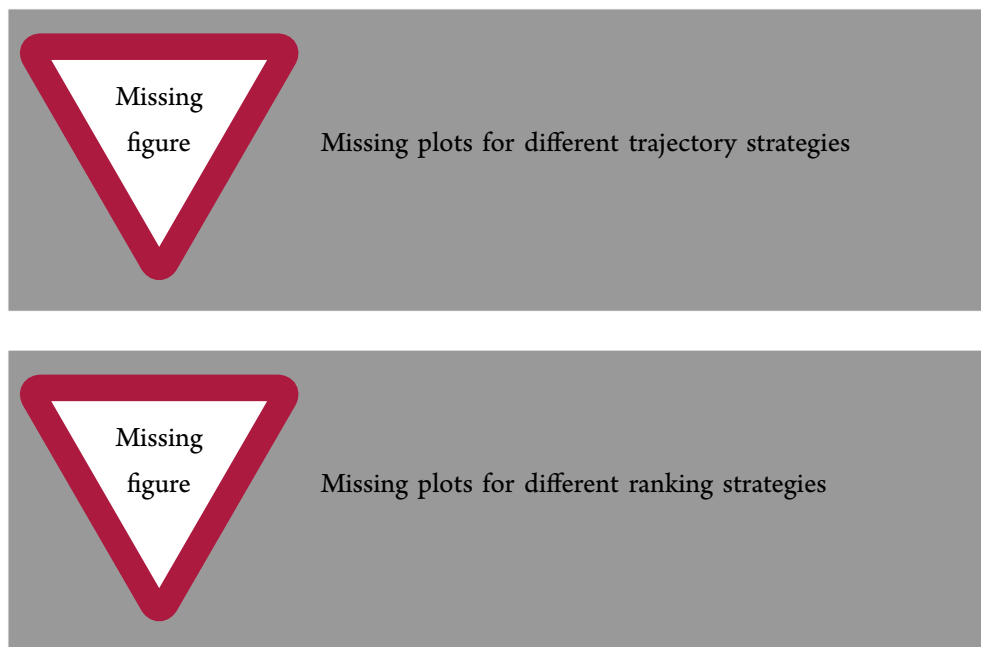 Missing
figure
Missing plots for different trajectory strategies
Missing
figure
Missing plots for different ranking strategies